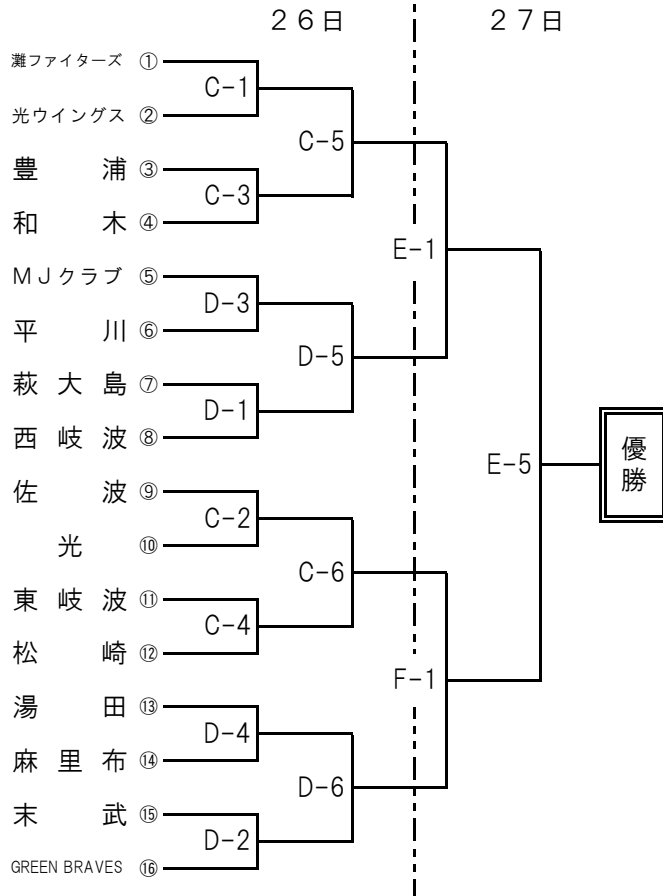 ２６日 ２７日
灘ファイターズ ①
C-1
光ウイングス ②
C-5
豊浦 ③
C-3
和木 ④
E-1
ＭＪクラブ ⑤
D-3
平川 ⑥
D-5
萩大島 ⑦
D-1
西岐波 ⑧
E-5
優勝
佐波 ⑨
C-2
光 ⑩
C-6
東岐波 ⑪
C-4
松崎 ⑫
F-1
湯田 ⑬
D-4
麻里布 ⑭
D-6
末武 ⑮
D-2
GREEN BRAVES ⑯